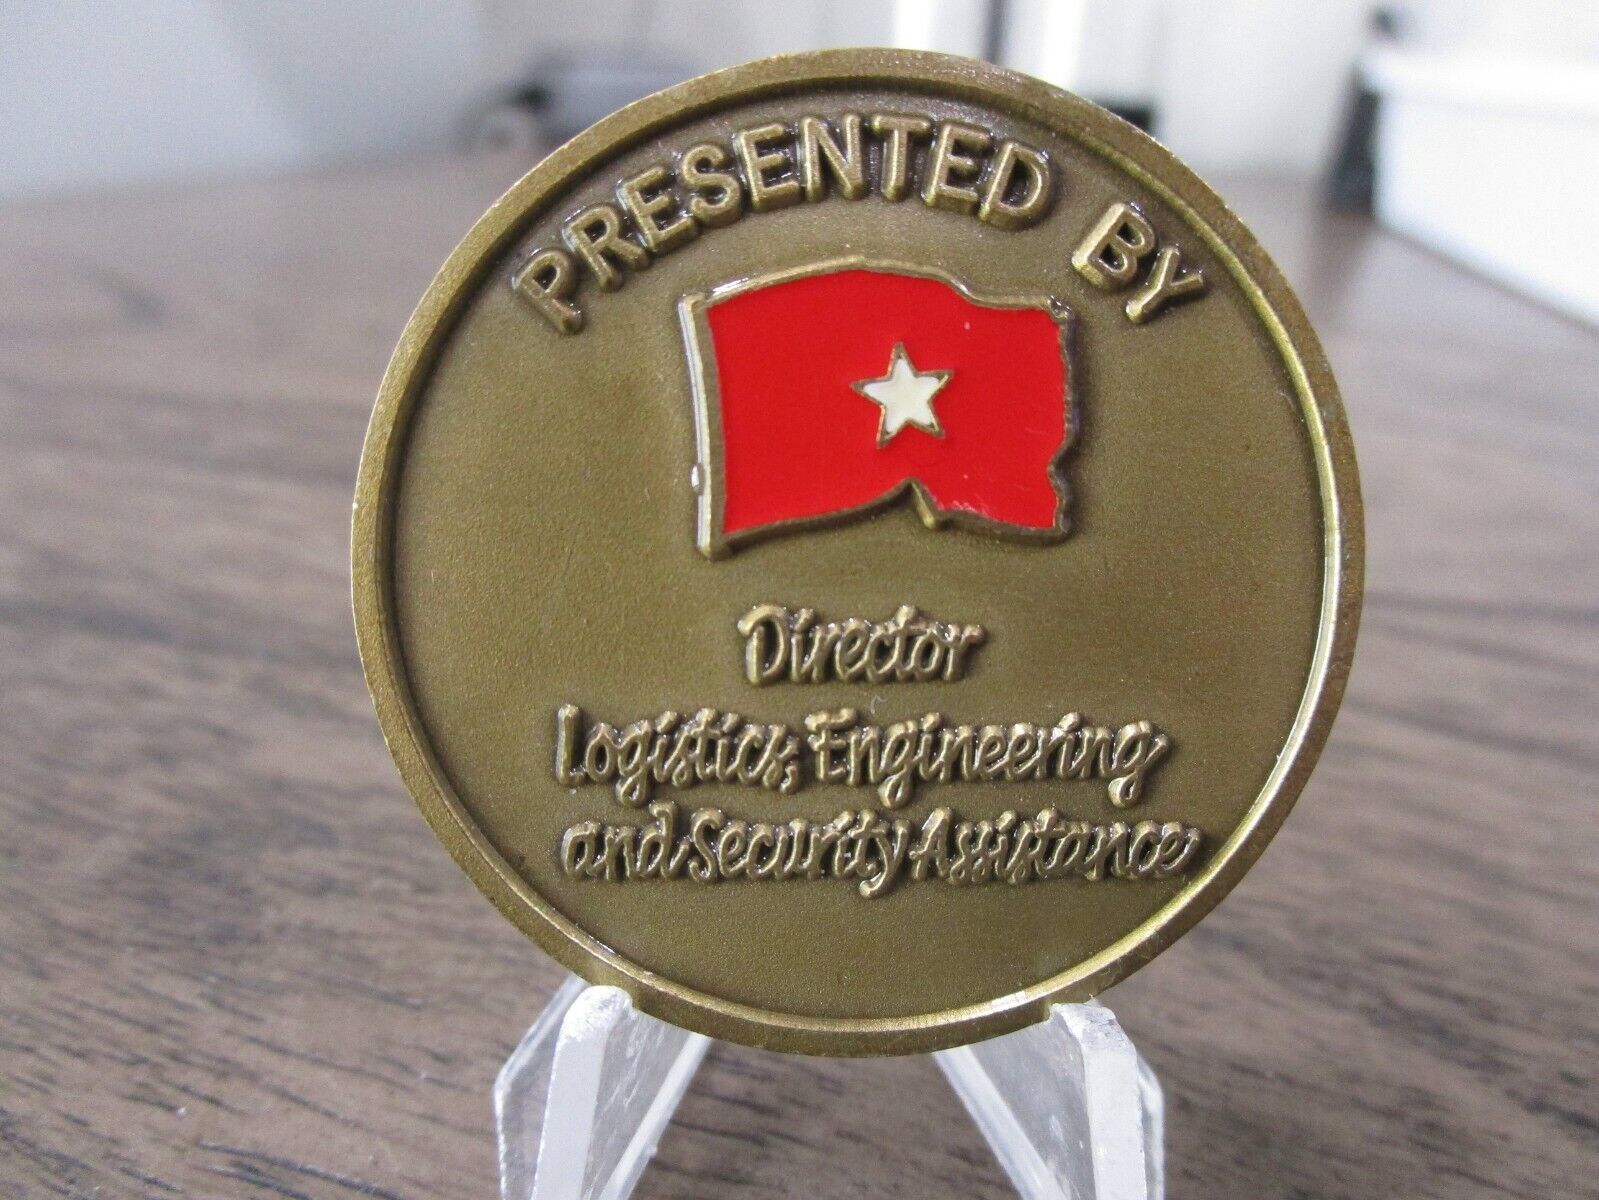 PRESENTED BY
Director
Logistics, Engineering
and Security Assistance